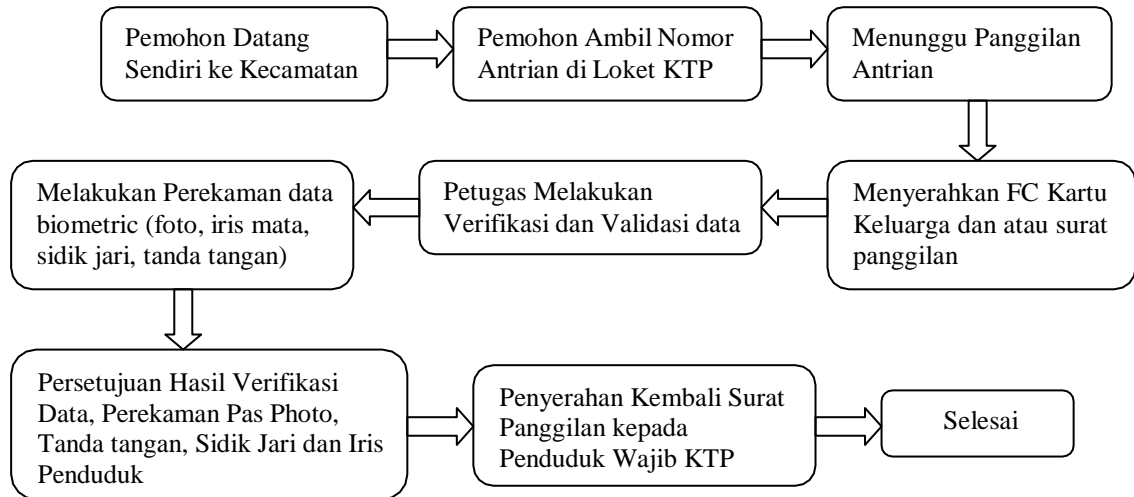 Pemohon Datang
Sendiri ke Kecamatan
Pemohon Ambil Nomor
Antrian di Loket KTP
Menunggu Panggilan
Antrian
Menyerahkan FC Kartu
Keluarga dan atau surat
panggilan
Petugas Melakukan
Verifikasi dan Validasi data
Melakukan Perekaman data
biometric (foto, iris mata,
sidik jari, tanda tangan)
Persetujuan Hasil Verifikasi
Data, Perekaman Pas Photo,
Tanda tangan, Sidik Jari dan Iris
Penduduk
Penyerahan Kembali Surat
Panggilan kepada
Penduduk Wajib KTP
Selesai